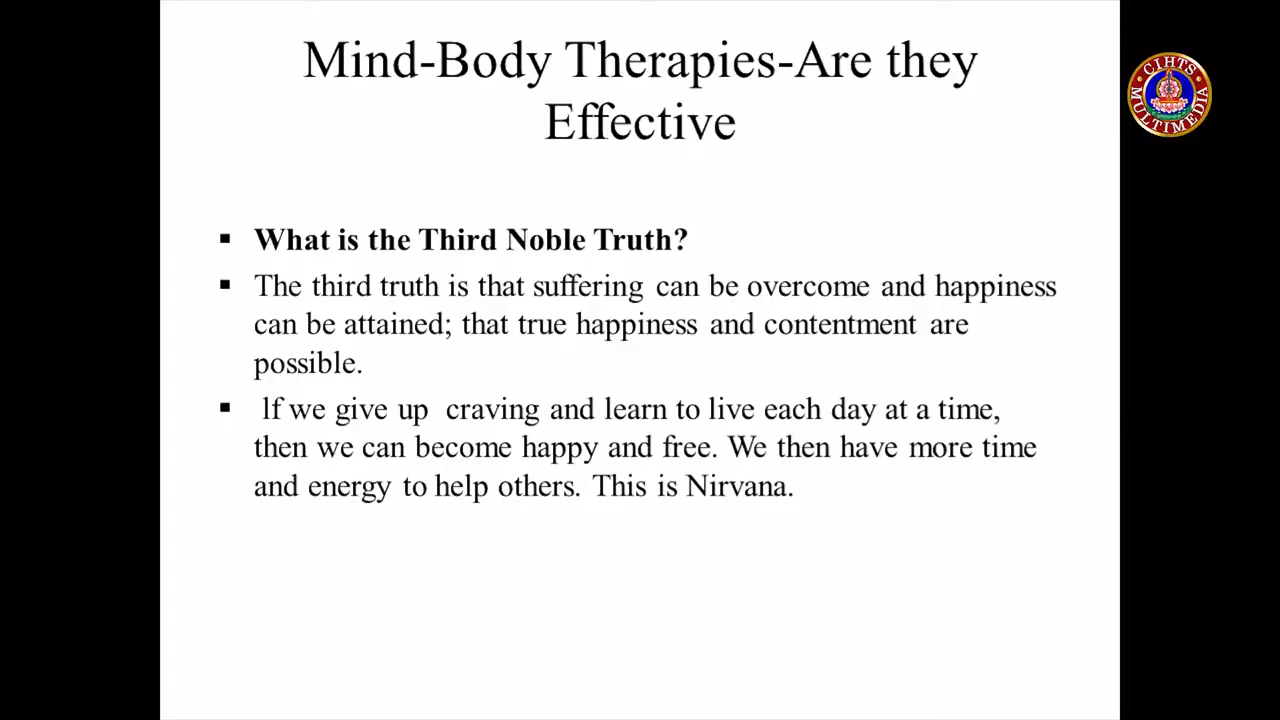 Mind-Body Therapies-Are they
Effective
CIHTS
MULTIMEDIA
▪ What is the Third Noble Truth?
▪ The third truth is that suffering can be overcome and happiness
can be attained; that true happiness and contentment are
possible.
▪ If we give up craving and learn to live each day at a time,
then we can become happy and free. We then have more time
and energy to help others. This is Nirvana.